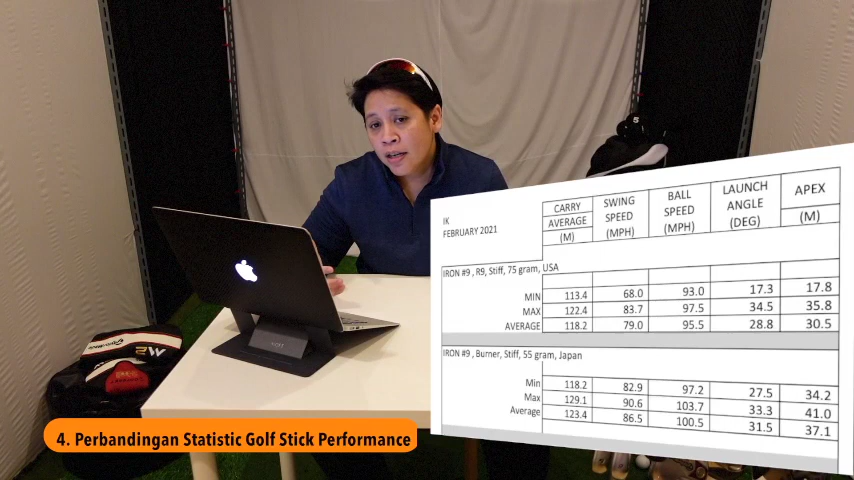 IK
FEBRUARY 2021
CARRY AVERAGE (M) SWING SPEED (MPH) BALL SPEED (MPH) LAUNCH ANGLE (DEG) APEX (M)
IRON #9 , R9, Stiff, 75 gram, USA
MIN 113.4 68.0 93.0 17.3 17.8
MAX 122.4 83.7 97.5 34.5 35.8
AVERAGE 118.2 79.0 95.5 28.8 30.5
IRON #9 , Burner, Stiff, 55 gram, Japan
Min 118.2 82.9 97.2 27.5 34.2
Max 129.1 90.6 103.7 33.3 41.0
Average 123.4 86.5 100.5 31.5 37.1
TaylorMade
M2
5
4. Perbandingan Statistic Golf Stick Performance